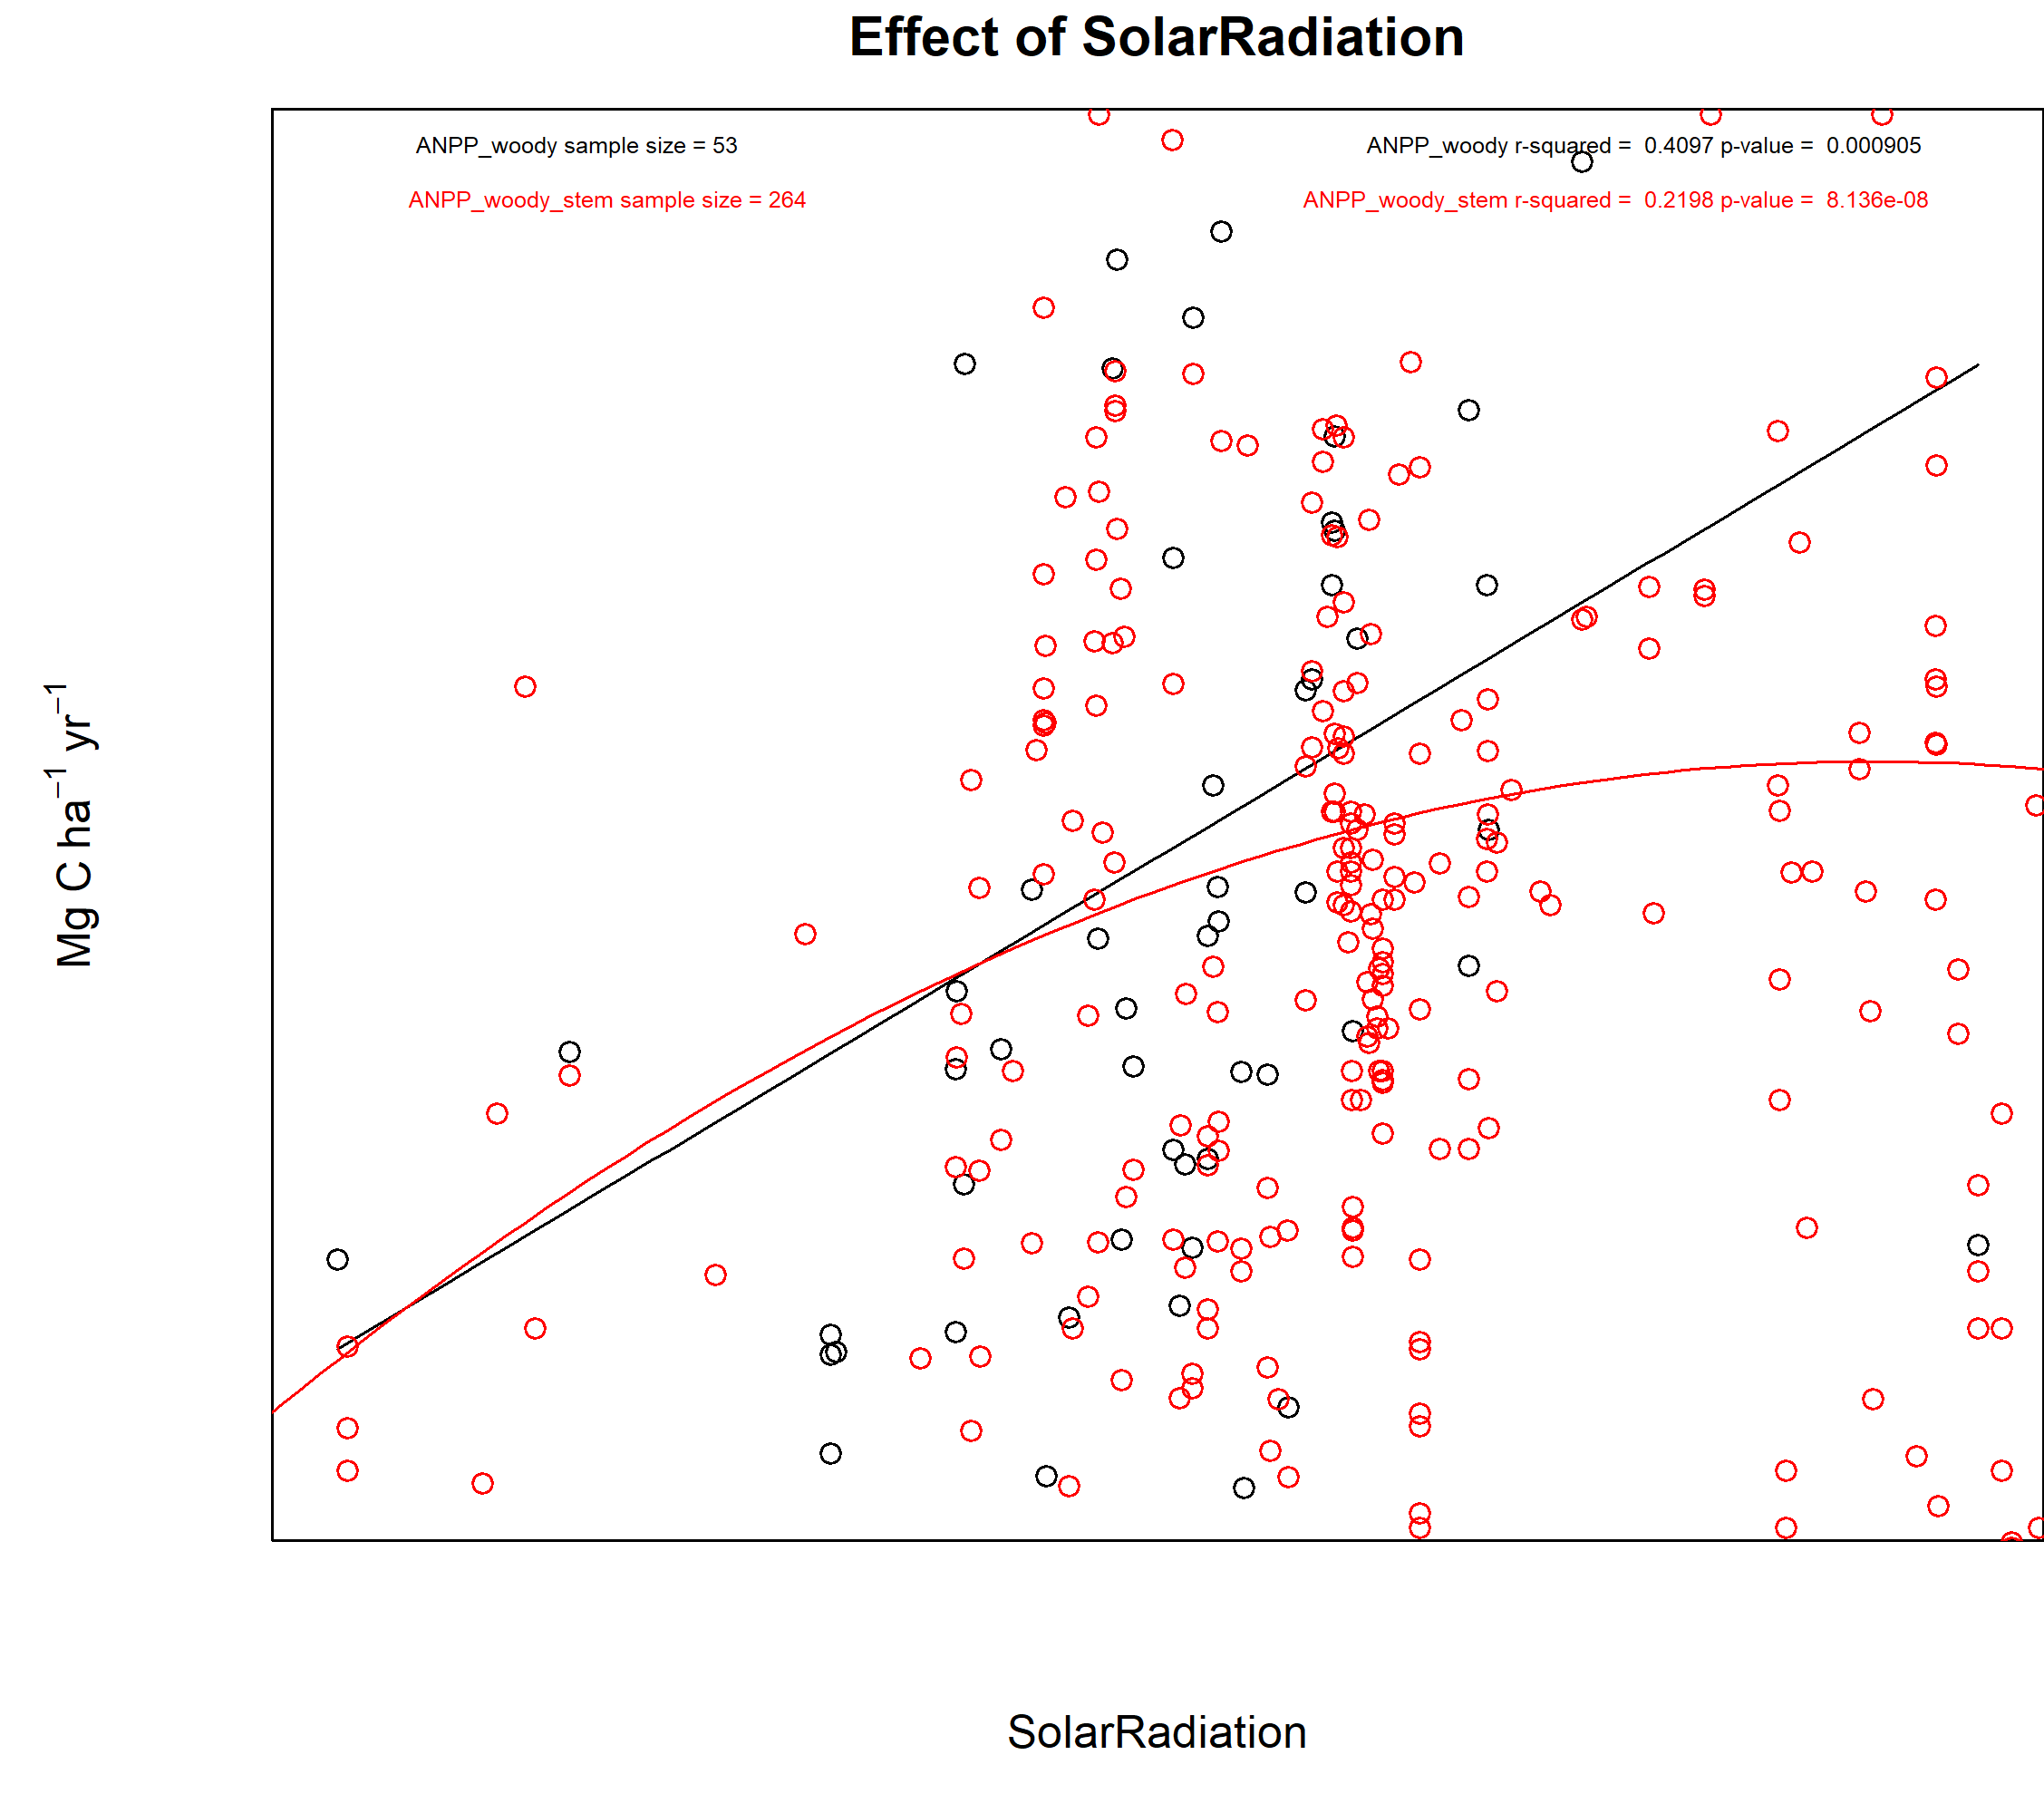 Effect of SolarRadiation
ANPP_woody sample size = 53
ANPP_woody r-squared = 0.4097 p-value = 0.000905
ANPP_woody_stem sample size = 264
ANPP_woody_stem r-squared = 0.2198 p-value = 8.136e-08
Mg C ha⁻¹ yr⁻¹
SolarRadiation